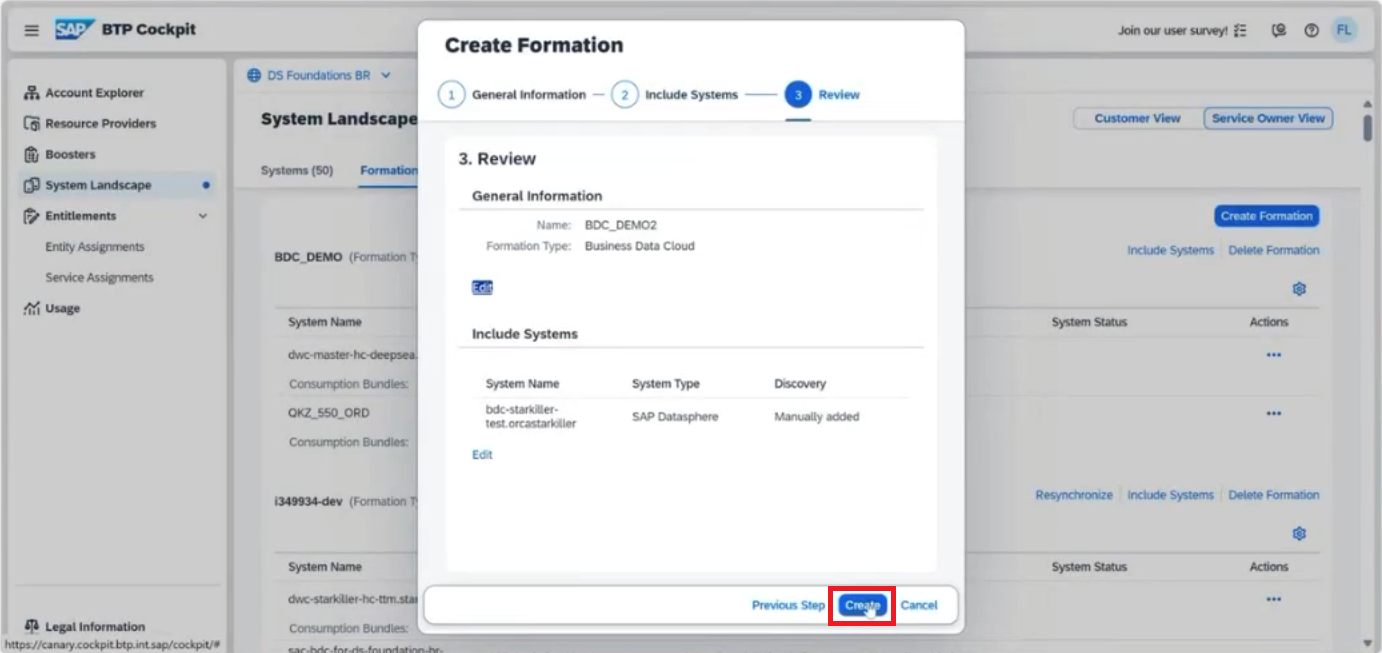 SAP BTP Cockpit
Join our user survey!
FL
Account Explorer
Resource Providers
Boosters
System Landscape
Entitlements
Entity Assignments
Service Assignments
Usage
Legal Information
https://canary.cockpit.btp.int.sap/cockpit/#
DS Foundations BR
System Landscape
Customer View Service Owner View
Systems (50) Formation
Create Formation
BDC_DEMO (Formation
Include Systems Delete Formation
System Name System Status Actions
dwc-master-hc-deepsea.
Consumption Bundles:
QKZ_550_ORD
Consumption Bundles:
i349934-dev (Formation
Resynchronize Include Systems Delete Formation
System Name System Status Actions
dwc-starkiller-hc-ttm.star
Consumption Bundles:
sac-bdc-for-ds-foundation-br-
Create Formation
1 General Information 2 Include Systems 3 Review
3. Review
General Information
Name: BDC_DEMO2
Formation Type: Business Data Cloud
Edit
Include Systems
System Name System Type Discovery
bdc-starkiller-
test.orcastarkiller SAP Datasphere Manually added
Edit
Previous Step Create Cancel